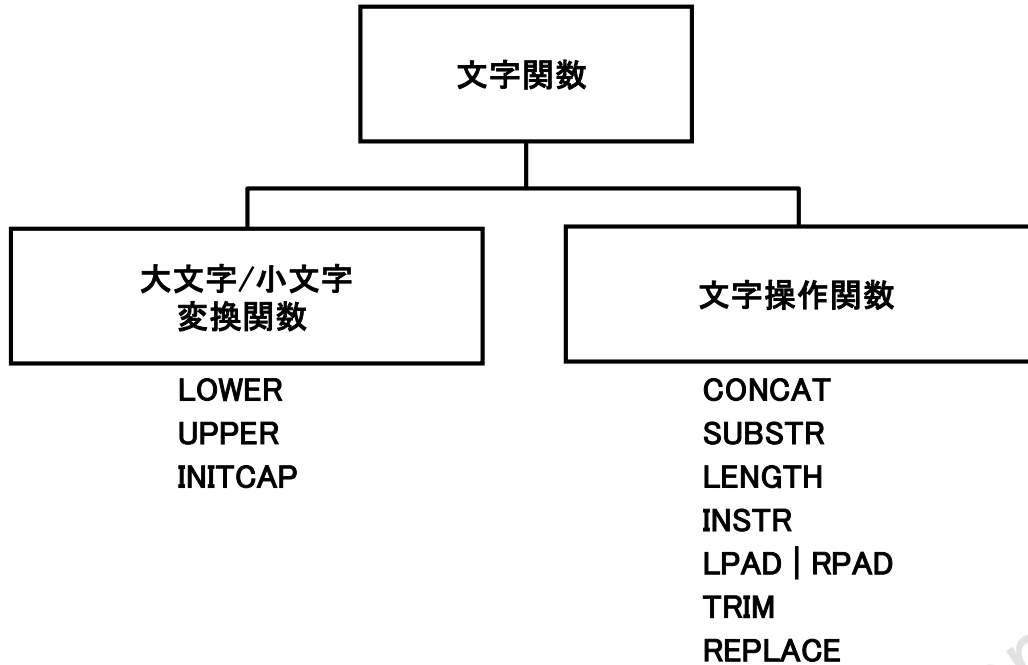 文字関数
大文字/小文字
変換関数
文字操作関数
LOWER
UPPER
INITCAP
CONCAT
SUBSTR
LENGTH
INSTR
LPAD | RPAD
TRIM
REPLACE